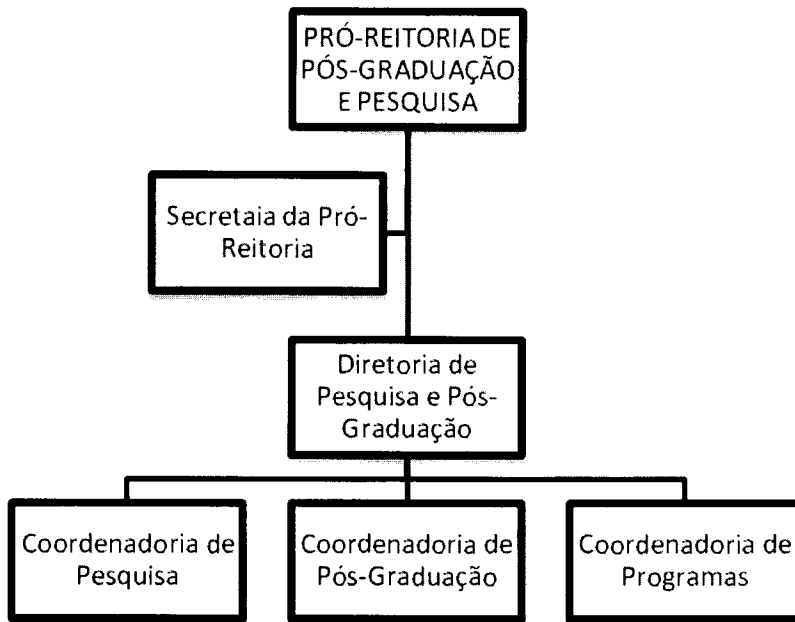 PRÓ-REITORIA DE
PÓS-GRADUAÇÃO
E PESQUISA
Secretaia da Pró-
Reitoria
Diretoria de
Pesquisa e Pós-
Graduação
Coordenadoria de
Pesquisa
Coordenadoria de
Pós-Graduação
Coordenadoria de
Programas